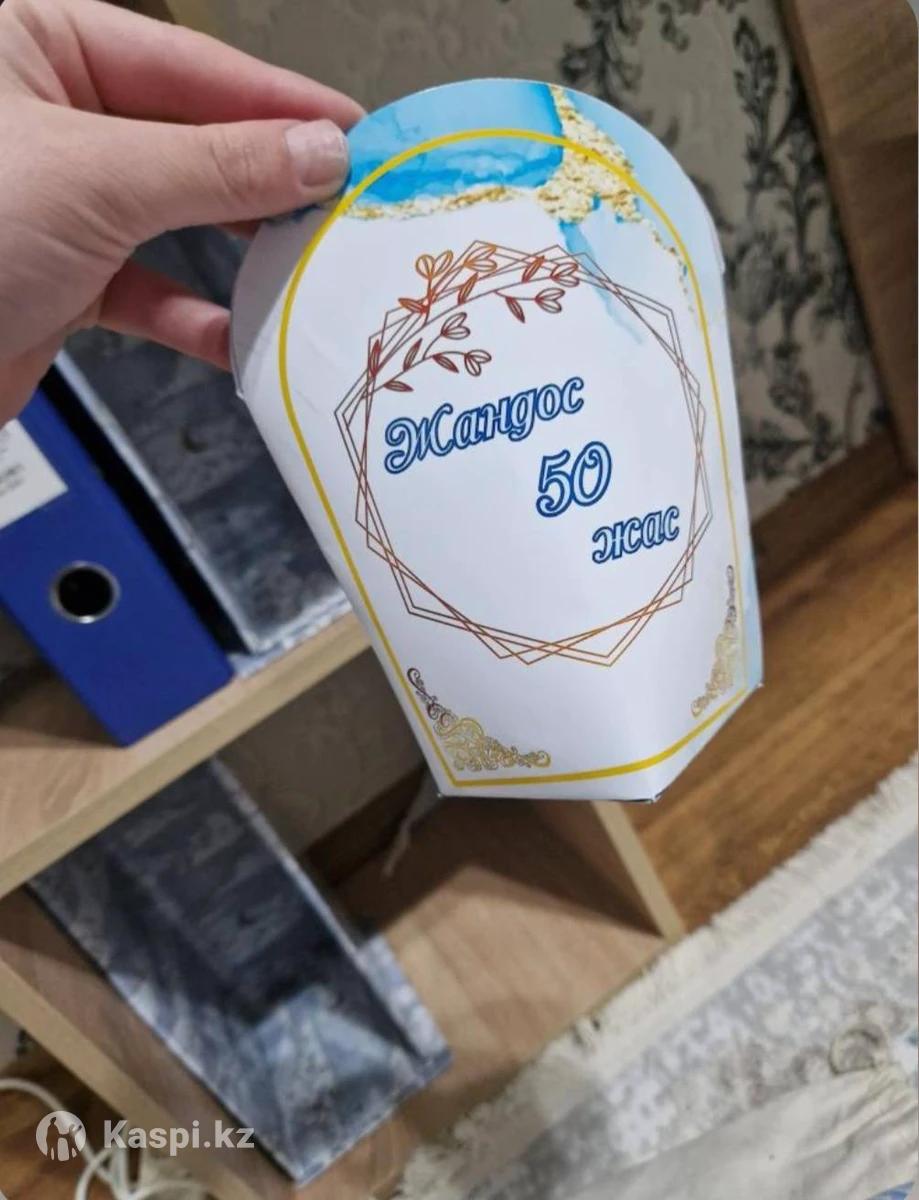 Жандос
50
жас
Kaspi.kz